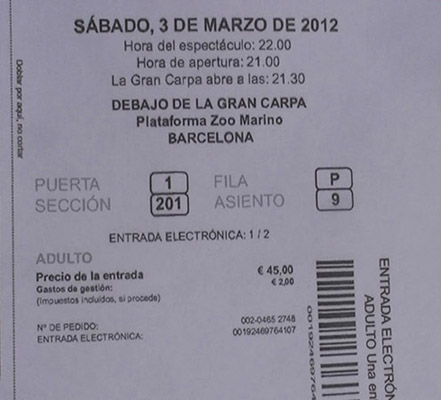 SÁBADO, 3 DE MARZO DE 2012
Hora del espectáculo: 22.00
Hora de apertura: 21.00
La Gran Carpa abre a las: 21.30
DEBAJO DE LA GRAN CARPA
Plataforma Zoo Marino
BARCELONA
Doblar por aquí, no cortar
PUERTA 1 FILA P
SECCIÓN 201 ASIENTO 9
ENTRADA ELECTRÓNICA: 1 / 2
ADULTO
Precio de la entrada € 45,00
Gastos de gestión: € 2,00
(Impuestos incluidos, si procede)
Nº DE PEDIDO: 002-0465 2748
ENTRADA ELECTRÓNICA: 00192469764107
0019246976
ENTRADA ELECTRÓN
ADULTO Una en